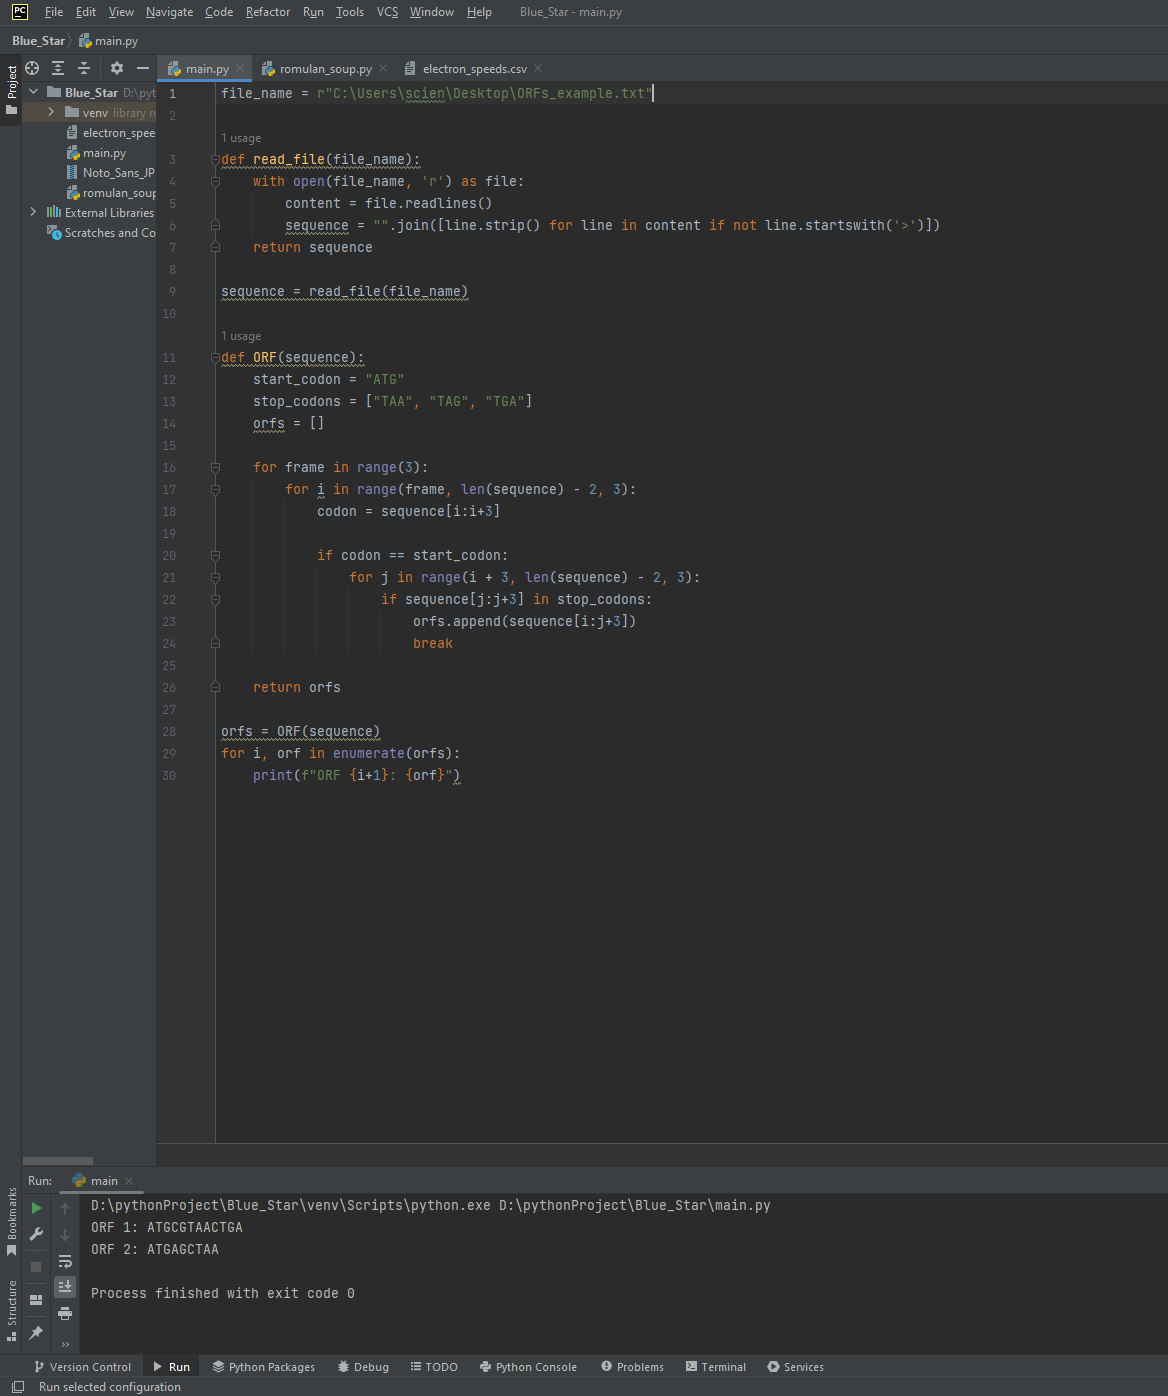 PC File Edit View Navigate Code Refactor Run Tools VCS Window Help Blue_Star - main.py
Blue_Star main.py
Project
main.py romulan_soup.py electron_speeds.csv
Blue_Star D:\pyt
venv library ro
electron_spee
main.py
Noto_Sans_JP
romulan_soup
External Libraries
Scratches and Co
1 file_name = r"C:\Users\scien\Desktop\ORFs_example.txt"
2
1 usage
3 def read_file(file_name):
4     with open(file_name, 'r') as file:
5         content = file.readlines()
6         sequence = "".join([line.strip() for line in content if not line.startswith('>')])
7     return sequence
8
9 sequence = read_file(file_name)
10
1 usage
11 def ORF(sequence):
12     start_codon = "ATG"
13     stop_codons = ["TAA", "TAG", "TGA"]
14     orfs = []
15
16     for frame in range(3):
17         for i in range(frame, len(sequence) - 2, 3):
18             codon = sequence[i:i+3]
19
20             if codon == start_codon:
21                 for j in range(i + 3, len(sequence) - 2, 3):
22                     if sequence[j:j+3] in stop_codons:
23                         orfs.append(sequence[i:j+3])
24                         break
25
26     return orfs
27
28 orfs = ORF(sequence)
29 for i, orf in enumerate(orfs):
30     print(f"ORF {i+1}: {orf}")
Run: main
Bookmarks
Structure
D:\pythonProject\Blue_Star\venv\Scripts\python.exe D:\pythonProject\Blue_Star\main.py
ORF 1: ATGCGTAACTGA
ORF 2: ATGAGCTAA
Process finished with exit code 0
Version Control Run Python Packages Debug TODO Python Console Problems Terminal Services
Run selected configuration